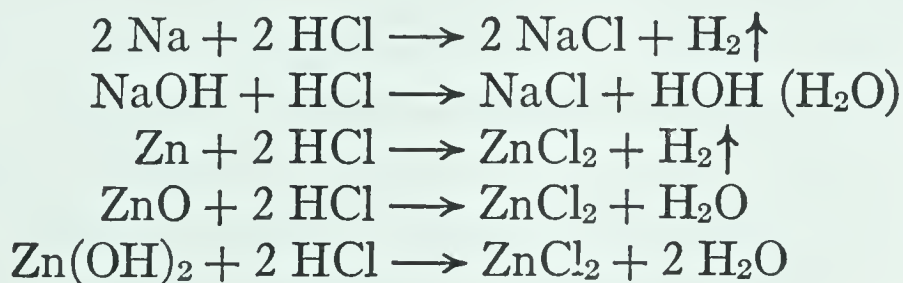 2 Na + 2 HCl ⟶ 2 NaCl + H₂↑
NaOH + HCl ⟶ NaCl + HOH (H₂O)
Zn + 2 HCl ⟶ ZnCl₂ + H₂↑
ZnO + 2 HCl ⟶ ZnCl₂ + H₂O
Zn(OH)₂ + 2 HCl ⟶ ZnCl₂ + 2 H₂O